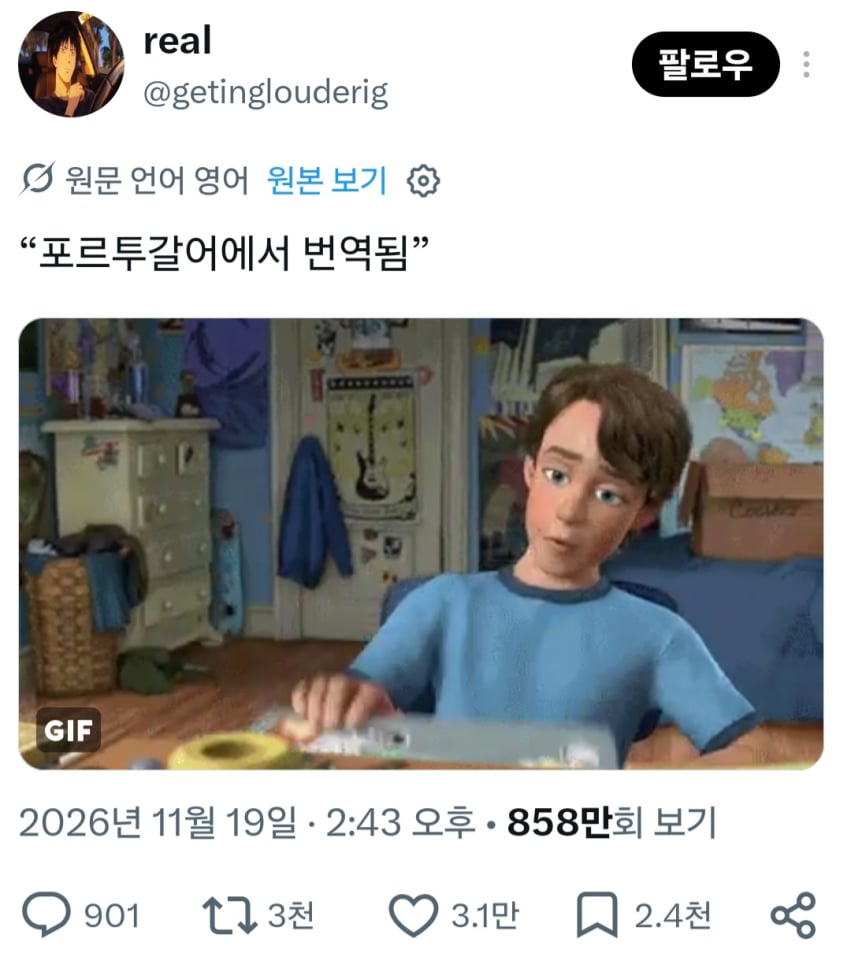 real
@getinglouderig
팔로우
원문 언어 영어 원본 보기
“포르투갈어에서 번역됨”
GIF
2026년 11월 19일 · 2:43 오후 · 858만회 보기
901 3천 3.1만 2.4천